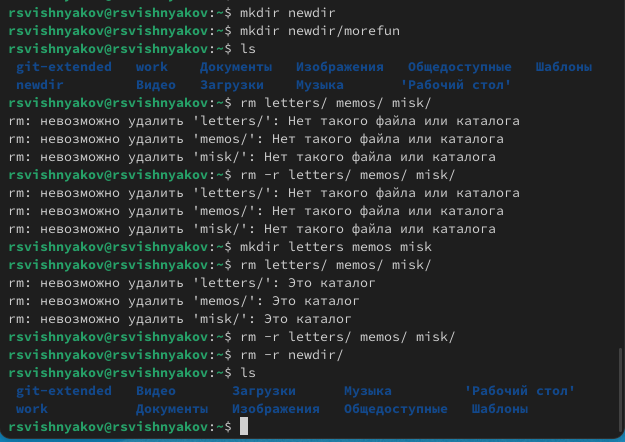 rsvishnyakov@rsvishnyakov:~$ mkdir newdir
rsvishnyakov@rsvishnyakov:~$ mkdir newdir/morefun
rsvishnyakov@rsvishnyakov:~$ ls
git-extended work Документы Изображения Общедоступные Шаблоны
newdir Видео Загрузки Музыка 'Рабочий стол'
rsvishnyakov@rsvishnyakov:~$ rm letters/ memos/ misk/
rm: невозможно удалить 'letters/': Нет такого файла или каталога
rm: невозможно удалить 'memos/': Нет такого файла или каталога
rm: невозможно удалить 'misk/': Нет такого файла или каталога
rsvishnyakov@rsvishnyakov:~$ rm -r letters/ memos/ misk/
rm: невозможно удалить 'letters/': Нет такого файла или каталога
rm: невозможно удалить 'memos/': Нет такого файла или каталога
rm: невозможно удалить 'misk/': Нет такого файла или каталога
rsvishnyakov@rsvishnyakov:~$ mkdir letters memos misk
rsvishnyakov@rsvishnyakov:~$ rm letters/ memos/ misk/
rm: невозможно удалить 'letters/': Это каталог
rm: невозможно удалить 'memos/': Это каталог
rm: невозможно удалить 'misk/': Это каталог
rsvishnyakov@rsvishnyakov:~$ rm -r letters/ memos/ misk/
rsvishnyakov@rsvishnyakov:~$ rm -r newdir/
rsvishnyakov@rsvishnyakov:~$ ls
git-extended Видео Загрузки Музыка 'Рабочий стол'
work Документы Изображения Общедоступные Шаблоны
rsvishnyakov@rsvishnyakov:~$